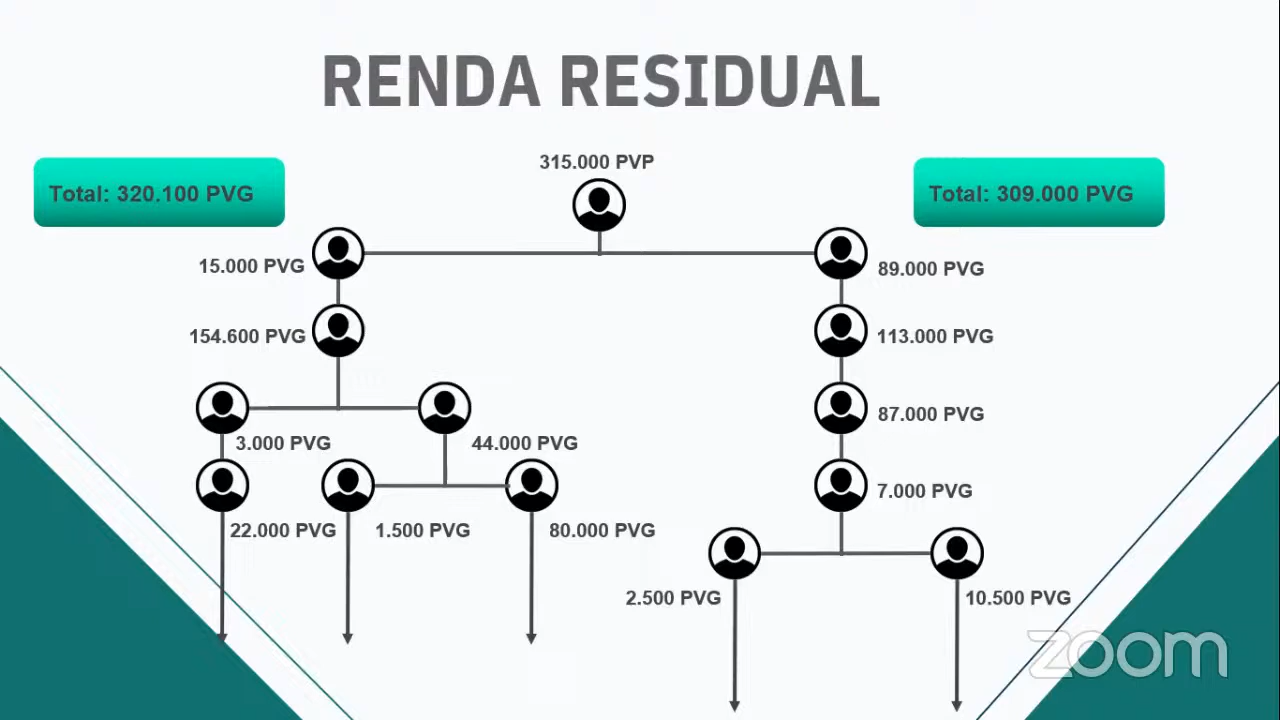 RENDA RESIDUAL
315.000 PVP
Total: 320.100 PVG
Total: 309.000 PVG
15.000 PVG
89.000 PVG
154.600 PVG
113.000 PVG
3.000 PVG
44.000 PVG
87.000 PVG
22.000 PVG
1.500 PVG
80.000 PVG
7.000 PVG
2.500 PVG
10.500 PVG
zoom